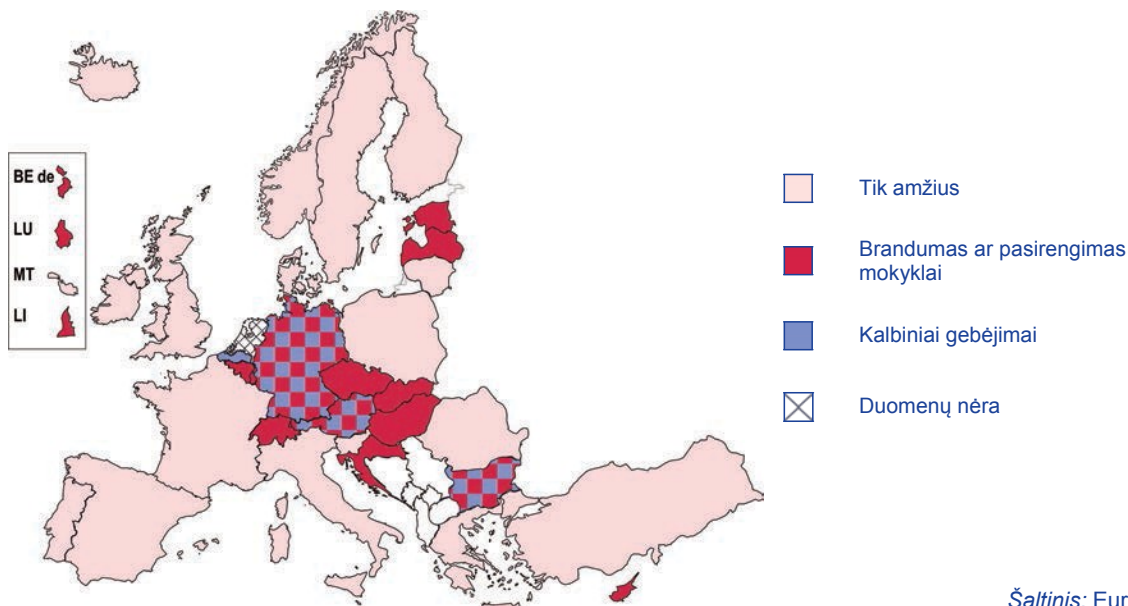 BE de
LU
MT
LI
Tik amžius
Brandumas ar pasirengimas
mokyklai
Kalbiniai gebėjimai
Duomenų nėra
Šaltinis: Eur